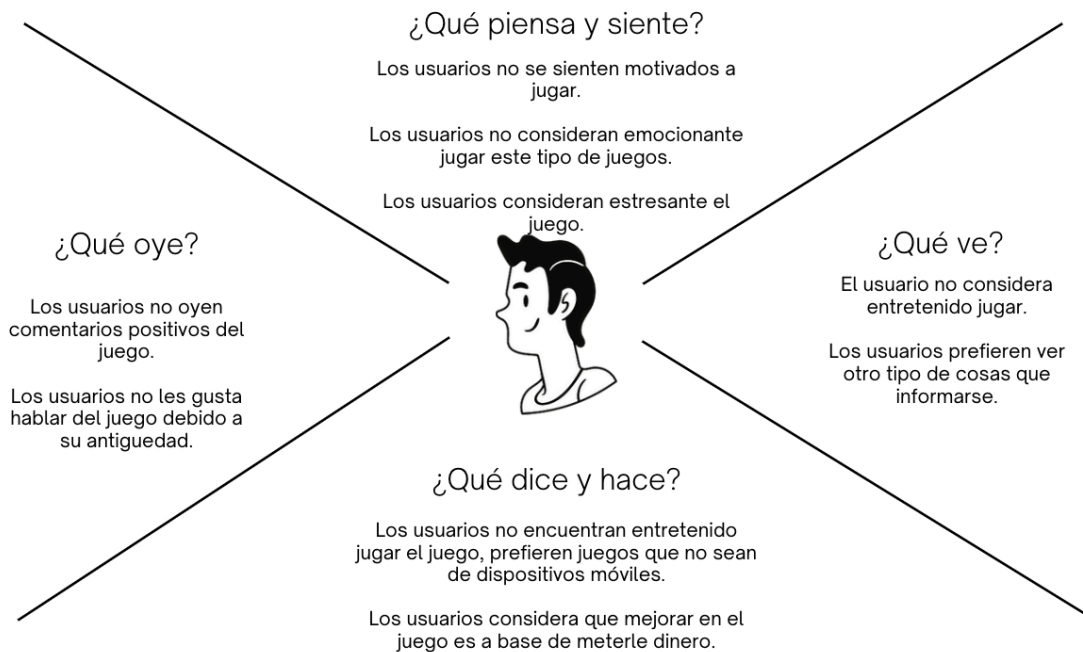 ¿Qué piensa y siente?
Los usuarios no se sienten motivados a
jugar.
Los usuarios no consideran emocionante
jugar este tipo de juegos.
Los usuarios consideran estresante el
juego.
¿Qué oye?
Los usuarios no oyen
comentarios positivos del
juego.
Los usuarios no les gusta
hablar del juego debido a
su antiguedad.
¿Qué ve?
El usuario no considera
entretenido jugar.
Los usuarios prefieren ver
otro tipo de cosas que
informarse.
¿Qué dice y hace?
Los usuarios no encuentran entretenido
jugar el juego, prefieren juegos que no sean
de dispositivos móviles.
Los usuarios considera que mejorar en el
juego es a base de meterle dinero.